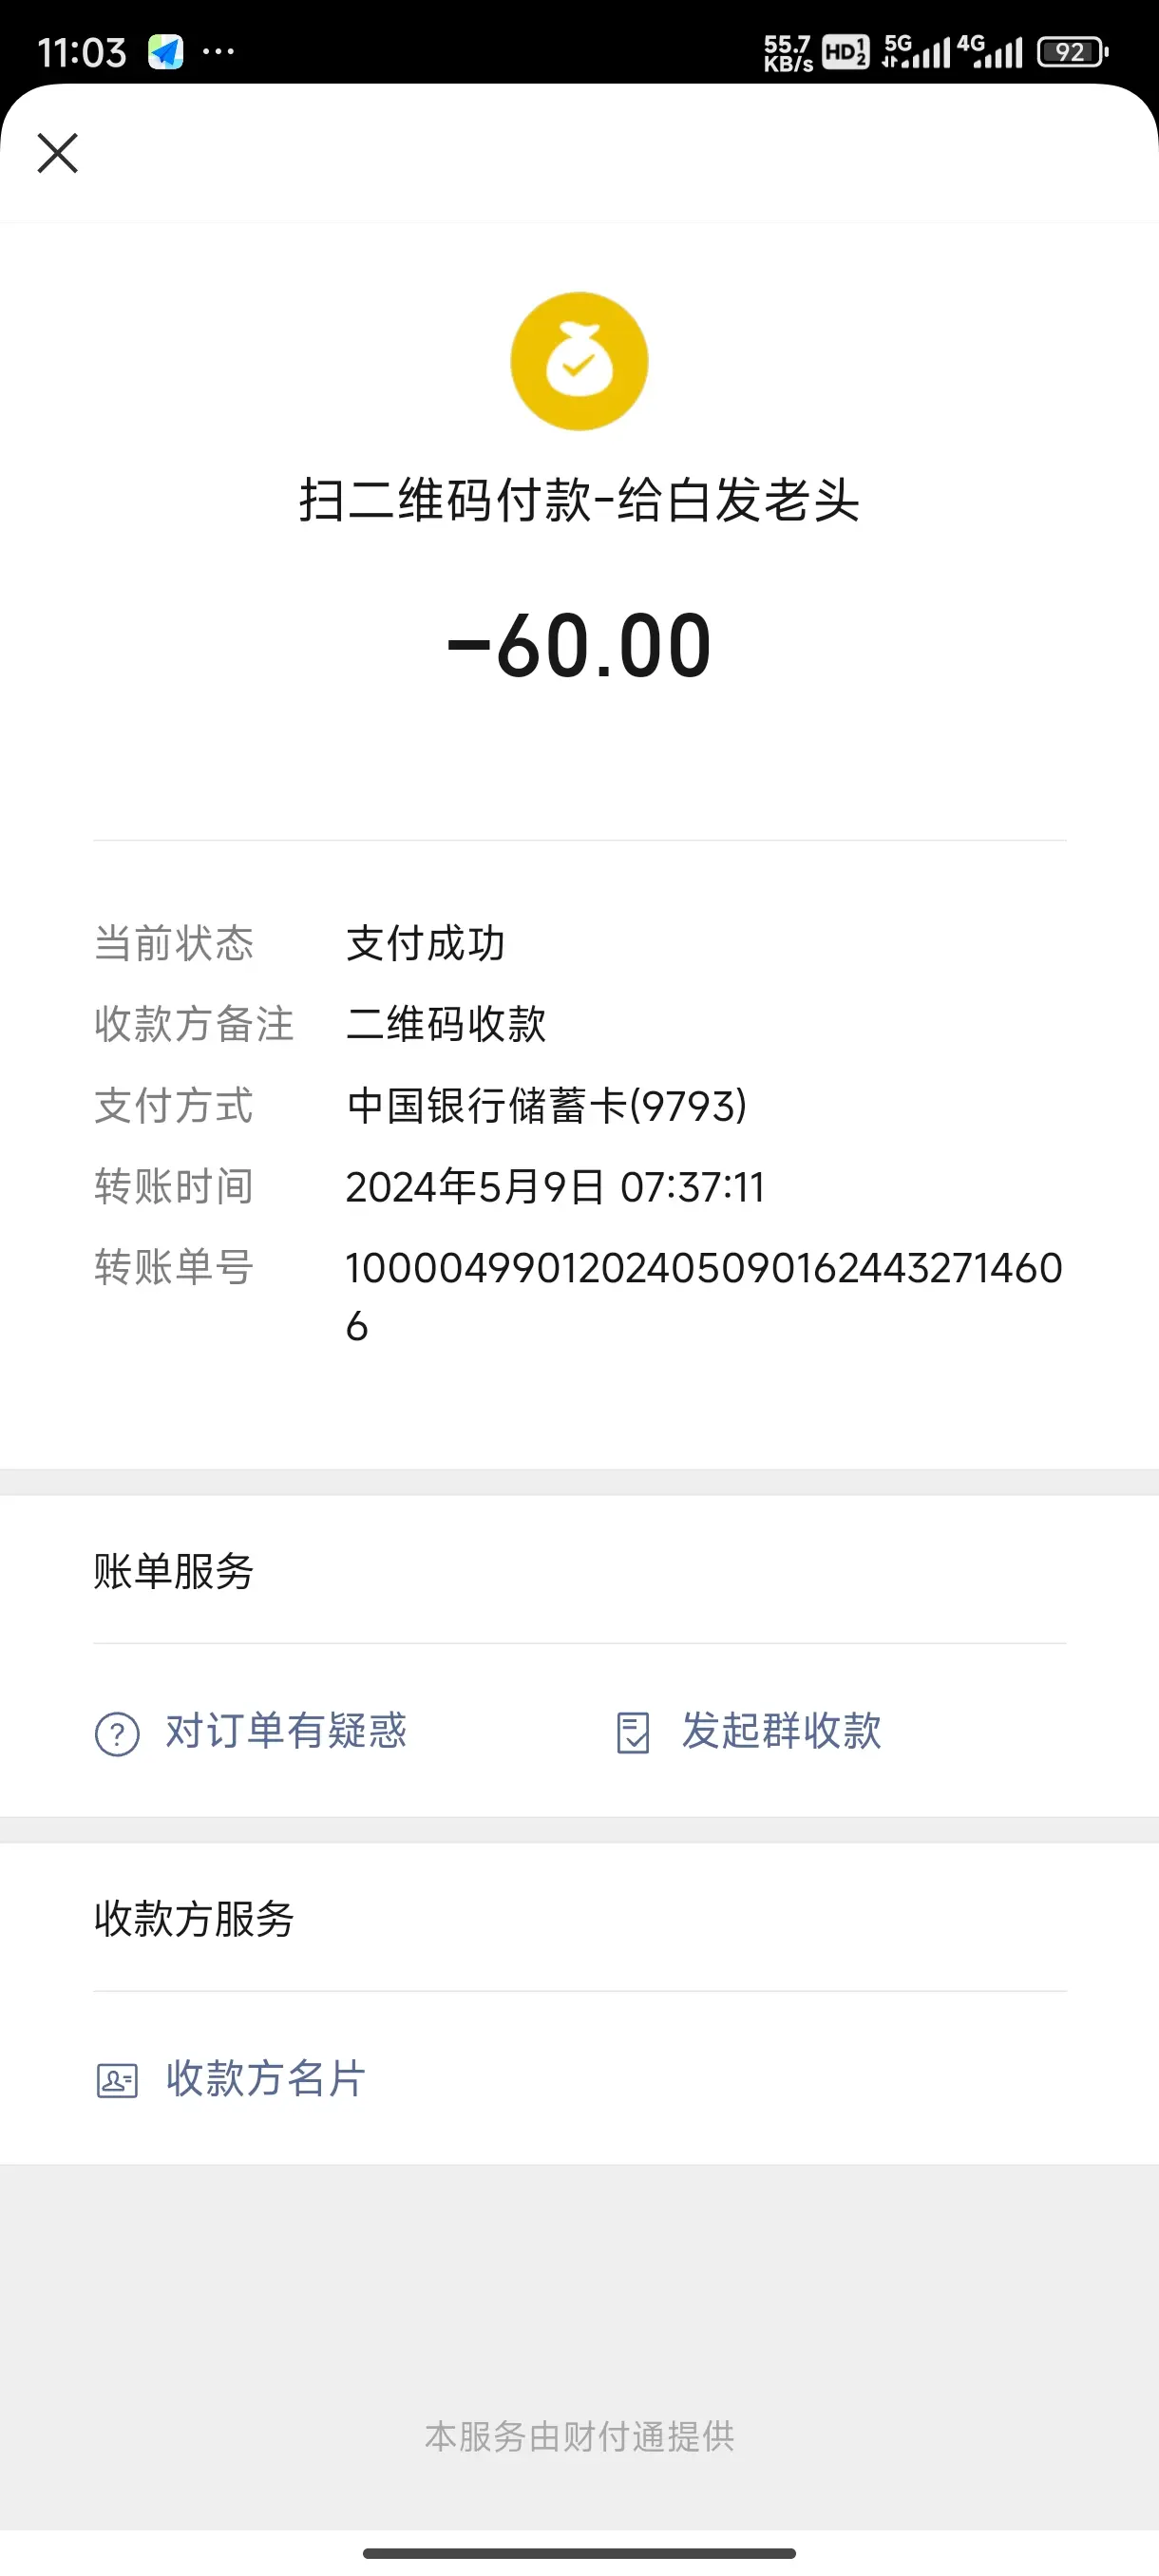 11:03 ...
55.7 KB/s HD 1 2 5G 4G 92
扫二维码付款-给白发老头
-60.00
当前状态 支付成功
收款方备注 二维码收款
支付方式 中国银行储蓄卡(9793)
转账时间 2024年5月9日 07:37:11
转账单号 1000049901202405090162443271460
6
账单服务
对订单有疑惑 发起群收款
收款方服务
收款方名片
本服务由财付通提供